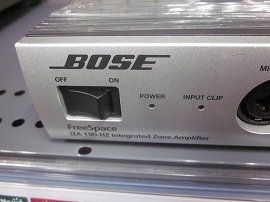 BOSE
OFF ON
POWER INPUT CLIP
FreeSpace
IZA 190-HZ Integrated Zone Amplifier